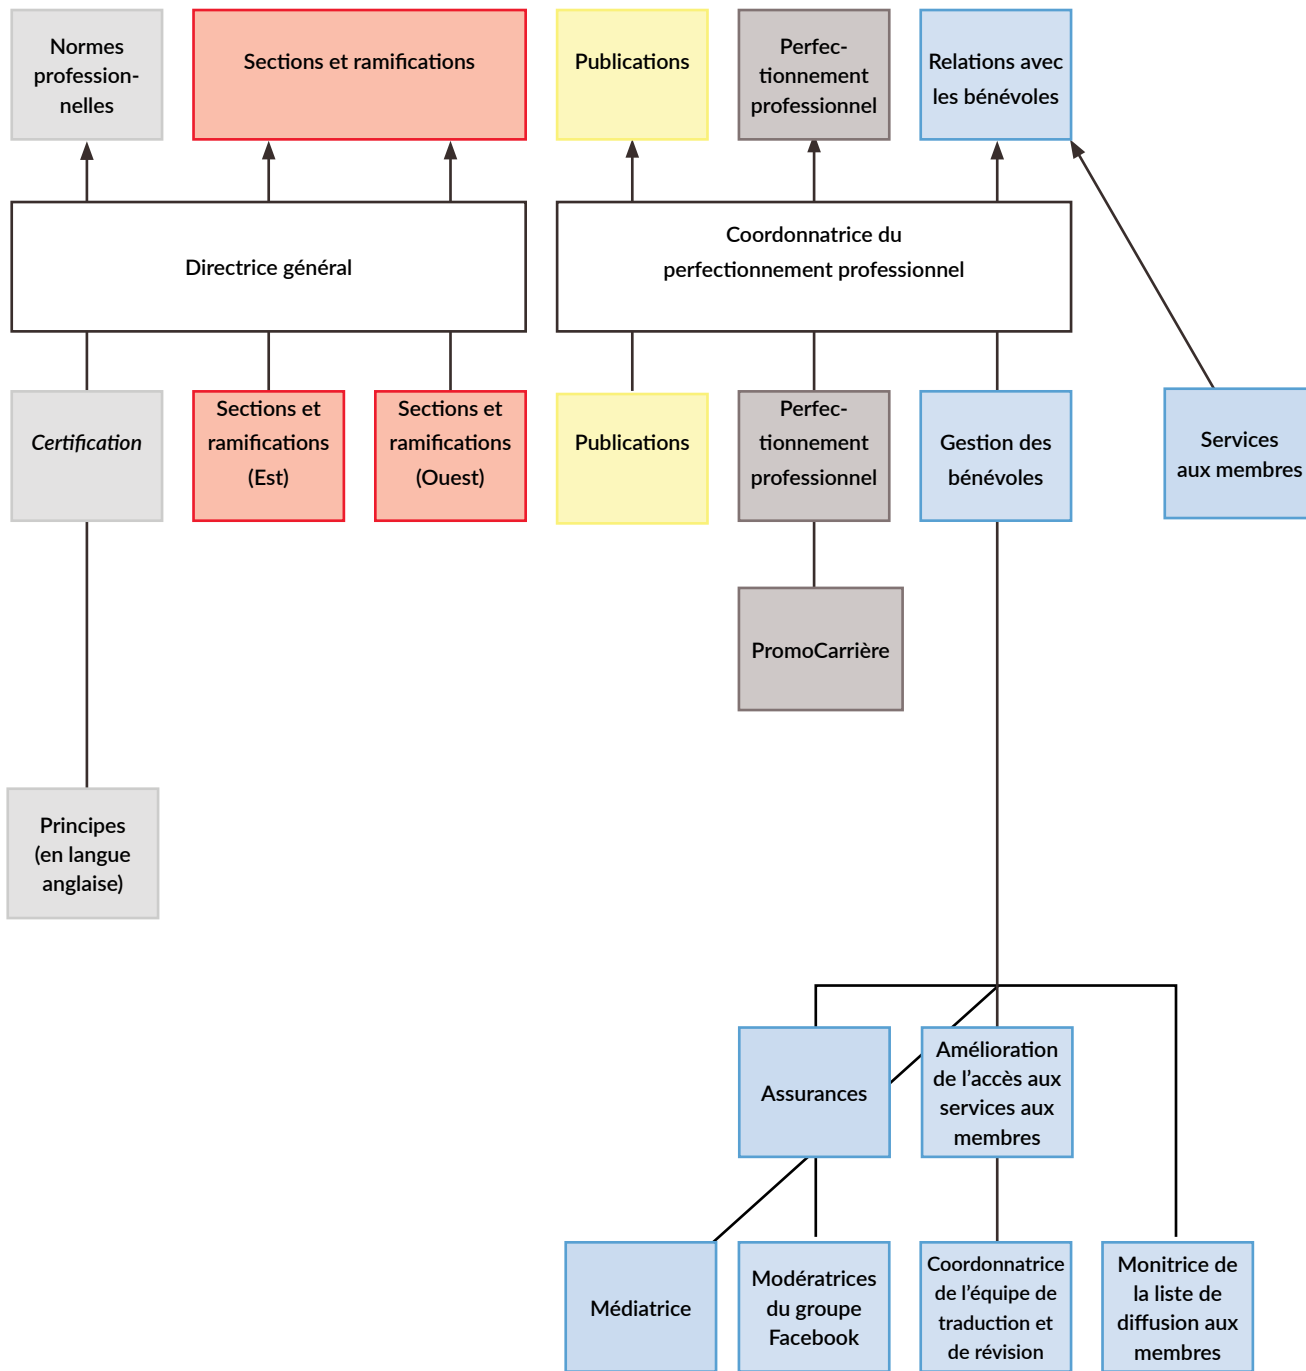 Normes
profession-
nelles
Sections et ramifications
Publications
Perfec-
tionnement
professionnel
Relations avec
les bénévoles
Directrice général
Coordonnatrice du
perfectionnement professionnel
Certification
Sections et
ramifications
(Est)
Sections et
ramifications
(Ouest)
Publications
Perfec-
tionnement
professionnel
Gestion des
bénévoles
Services
aux membres
PromoCarrière
Principes
(en langue
anglaise)
Assurances
Amélioration
de l’accès aux
services aux
membres
Médiatrice
Modératrices
du groupe
Facebook
Coordonnatrice
de l’équipe de
traduction et
de révision
Monitrice de
la liste de
diffusion aux
membres